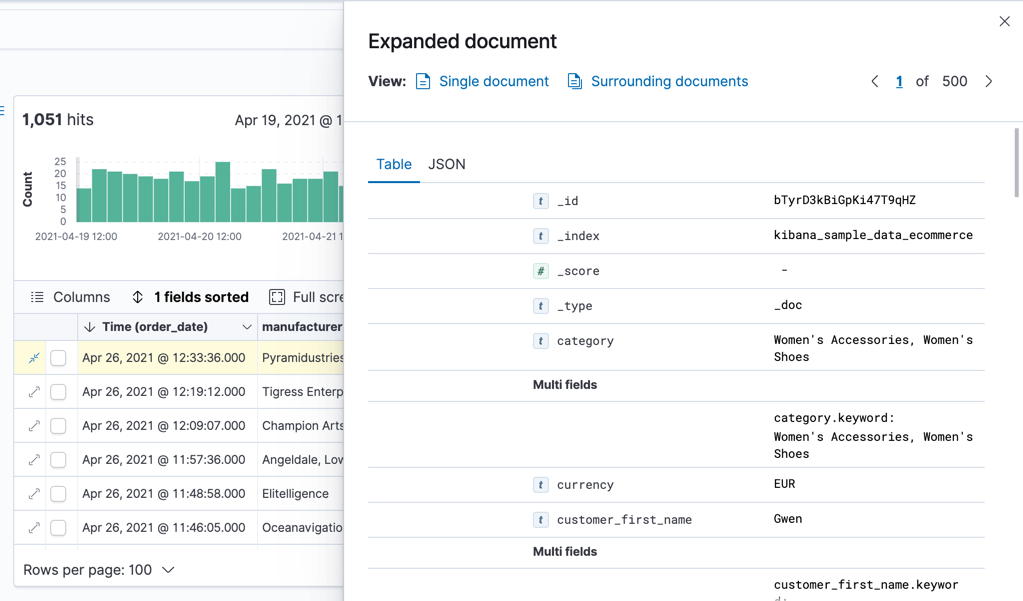 Expanded document
View: Single document Surrounding documents 1 of 500
1,051 hits Apr 19, 2021 @ 1
Count
25
20
15
10
5
0
2021-04-19 12:00 2021-04-20 12:00 2021-04-21 1
Columns 1 fields sorted Full scre
Time (order_date) manufacturer
Apr 26, 2021 @ 12:33:36.000 Pyramidustries
Apr 26, 2021 @ 12:19:12.000 Tigress Enterp
Apr 26, 2021 @ 12:09:07.000 Champion Arts
Apr 26, 2021 @ 11:57:36.000 Angeldale, Low
Apr 26, 2021 @ 11:48:58.000 Elitelligence
Apr 26, 2021 @ 11:46:05.000 Oceanavigatio
Rows per page: 100
Table JSON
t _id bTyrD3kBiGpKi47T9qHZ
t _index kibana_sample_data_ecommerce
# _score -
t _type _doc
t category Women's Accessories, Women's
Shoes
Multi fields
category.keyword:
Women's Accessories, Women's
Shoes
t currency EUR
t customer_first_name Gwen
Multi fields
customer_first_name.keywor